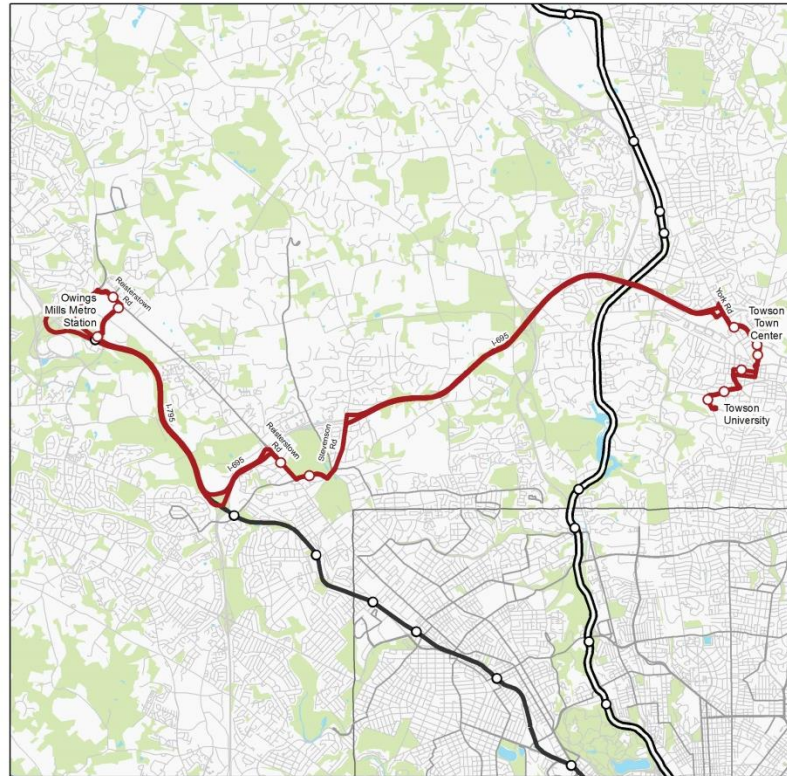 Owings
Mills Metro
Station
Reisterstown
Rd
I-795
I-695
Reisterstown
Rd
Stevenson
Rd
I-695
York Rd
Towson
Town
Center
Towson
University